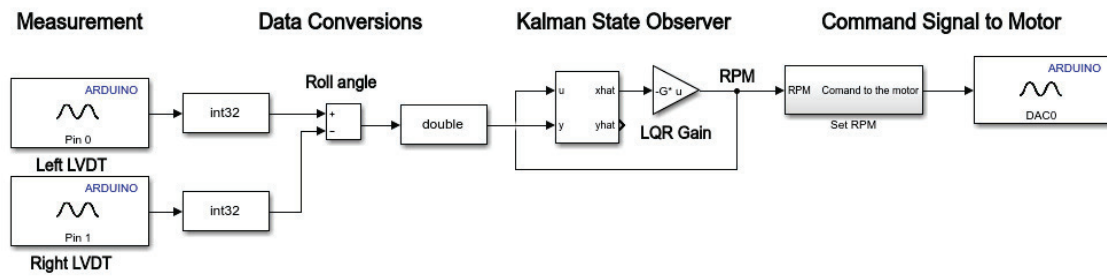 Measurement
Data Conversions
Kalman State Observer
Command Signal to Motor
ARDUINO
Pin 0
Left LVDT
int32
Roll angle
+
−
double
u
y
xhat
yhat
-G* u
LQR Gain
RPM
RPM
Comand to the motor
Set RPM
ARDUINO
DAC0
ARDUINO
Pin 1
Right LVDT
int32